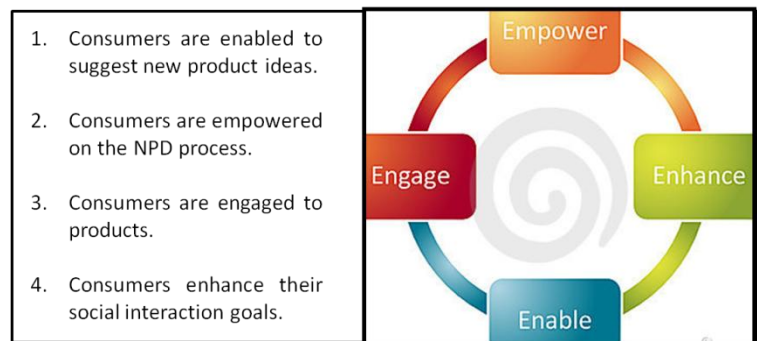 1. Consumers are enabled to
suggest new product ideas.
2. Consumers are empowered
on the NPD process.
3. Consumers are engaged to
products.
4. Consumers enhance their
social interaction goals.
Empower
Engage
Enhance
Enable